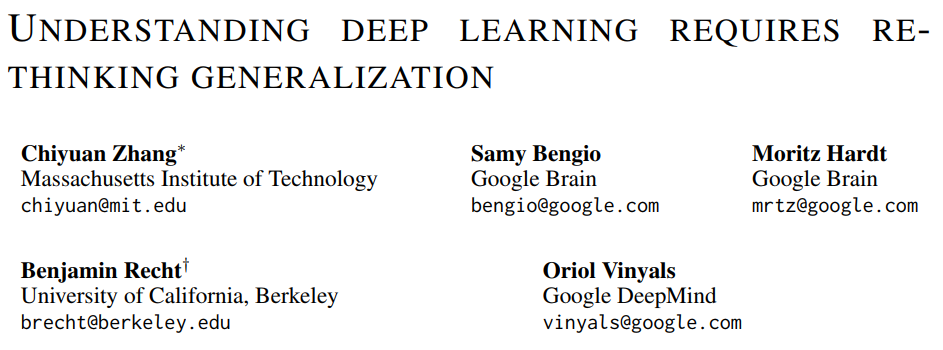 UNDERSTANDING DEEP LEARNING REQUIRES RE-
THINKING GENERALIZATION
Chiyuan Zhang*
Massachusetts Institute of Technology
chiyuan@mit.edu
Samy Bengio
Google Brain
bengio@google.com
Moritz Hardt
Google Brain
mrtz@google.com
Benjamin Recht†
University of California, Berkeley
brecht@berkeley.edu
Oriol Vinyals
Google DeepMind
vinyals@google.com